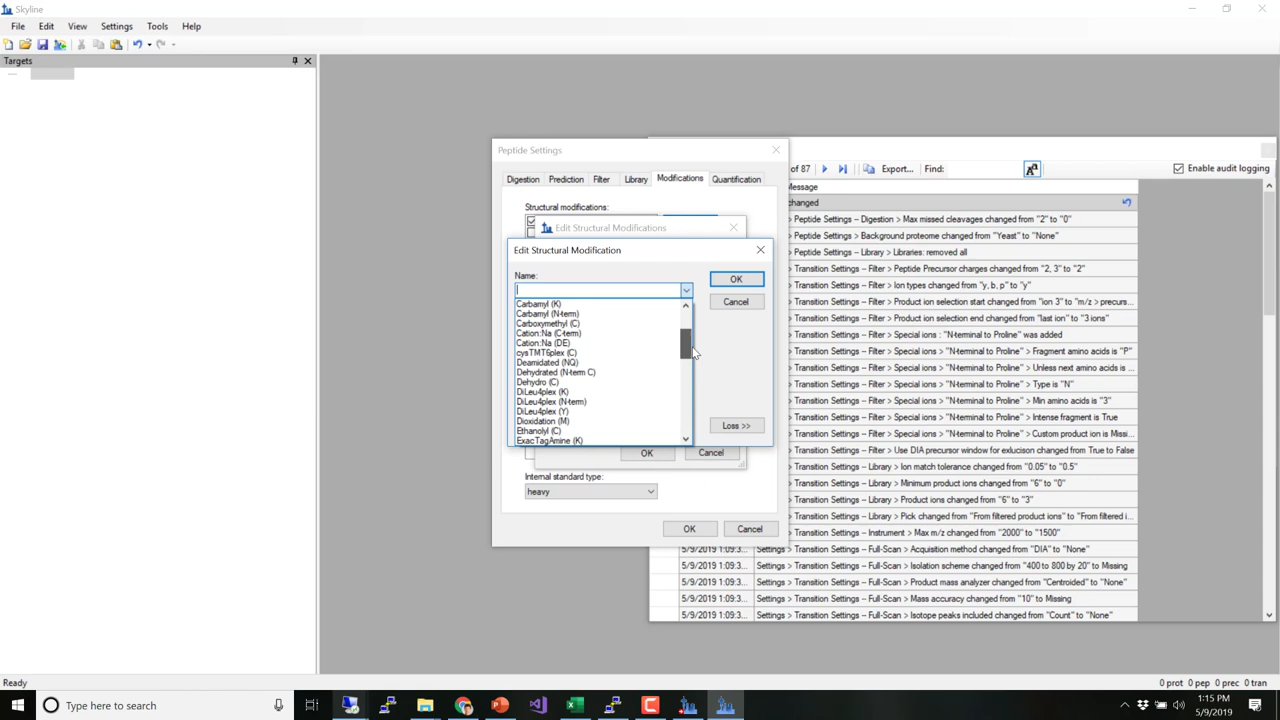 Skyline
File Edit View Settings Tools Help
Targets
Peptide Settings
Digestion Prediction Filter Library Modifications Quantification
Structural modifications:
Edit Structural Modifications
Edit Structural Modification
Name:
OK
Cancel
Carbamyl (K)
Carbamyl (N-term)
Carboxymethyl (C)
Cation:Na (C-term)
Cation:Na (DE)
cysTMT6plex (C)
Deamidated (NQ)
Dehydrated (N-term C)
Dehydro (C)
DiLeu4plex (K)
DiLeu4plex (N-term)
DiLeu4plex (Y)
Dioxidation (M)
Ethanolyl (C)
ExacTagAmine (K)
Loss >>
OK Cancel
Internal standard type:
heavy
OK Cancel
of 87 Export... Find: Enable audit logging
Message
changed
> Peptide Settings -- Digestion > Max missed cleavages changed from "2" to "0"
> Peptide Settings > Background proteome changed from "Yeast" to "None"
> Peptide Settings -- Library > Libraries: removed all
> Transition Settings -- Filter > Peptide Precursor charges changed from "2, 3" to "2"
> Transition Settings -- Filter > Ion types changed from "y, b, p" to "y"
> Transition Settings -- Filter > Product ion selection start changed from "ion 3" to "m/z > precurs...
> Transition Settings -- Filter > Product ion selection end changed from "last ion" to "3 ions"
> Transition Settings -- Filter > Special ions : "N-terminal to Proline" was added
> Transition Settings -- Filter > Special ions > "N-terminal to Proline" > Fragment amino acids is "P"
> Transition Settings -- Filter > Special ions > "N-terminal to Proline" > Unless next amino acids is ...
> Transition Settings -- Filter > Special ions > "N-terminal to Proline" > Type is "N"
> Transition Settings -- Filter > Special ions > "N-terminal to Proline" > Min amino acids is "3"
> Transition Settings -- Filter > Special ions > "N-terminal to Proline" > Intense fragment is True
> Transition Settings -- Filter > Special ions > "N-terminal to Proline" > Custom product ion is Missi...
> Transition Settings -- Filter > Use DIA precursor window for exlucison changed from True to False
> Transition Settings -- Library > Ion match tolerance changed from "0.05" to "0.5"
> Transition Settings -- Library > Minimum product ions changed from "6" to "0"
> Transition Settings -- Library > Product ions changed from "6" to "3"
> Transition Settings -- Library > Pick changed from "From filtered product ions" to "From filtered i...
> Transition Settings -- Instrument > Max m/z changed from "2000" to "1500"
5/9/2019 1:09:3... Settings > Transition Settings -- Full-Scan > Acquisition method changed from "DIA" to "None"
5/9/2019 1:09:3... Settings > Transition Settings -- Full-Scan > Isolation scheme changed from "400 to 800 by 20" to Missing
5/9/2019 1:09:3... Settings > Transition Settings -- Full-Scan > Product mass analyzer changed from "Centroided" to "None"
5/9/2019 1:09:3... Settings > Transition Settings -- Full-Scan > Mass accuracy changed from "10" to Missing
5/9/2019 1:09:3... Settings > Transition Settings -- Full-Scan > Isotope peaks included changed from "Count" to "None"
Ready 0 prot 0 pep 0 prec 0 tran
Type here to search
1:15 PM
5/9/2019